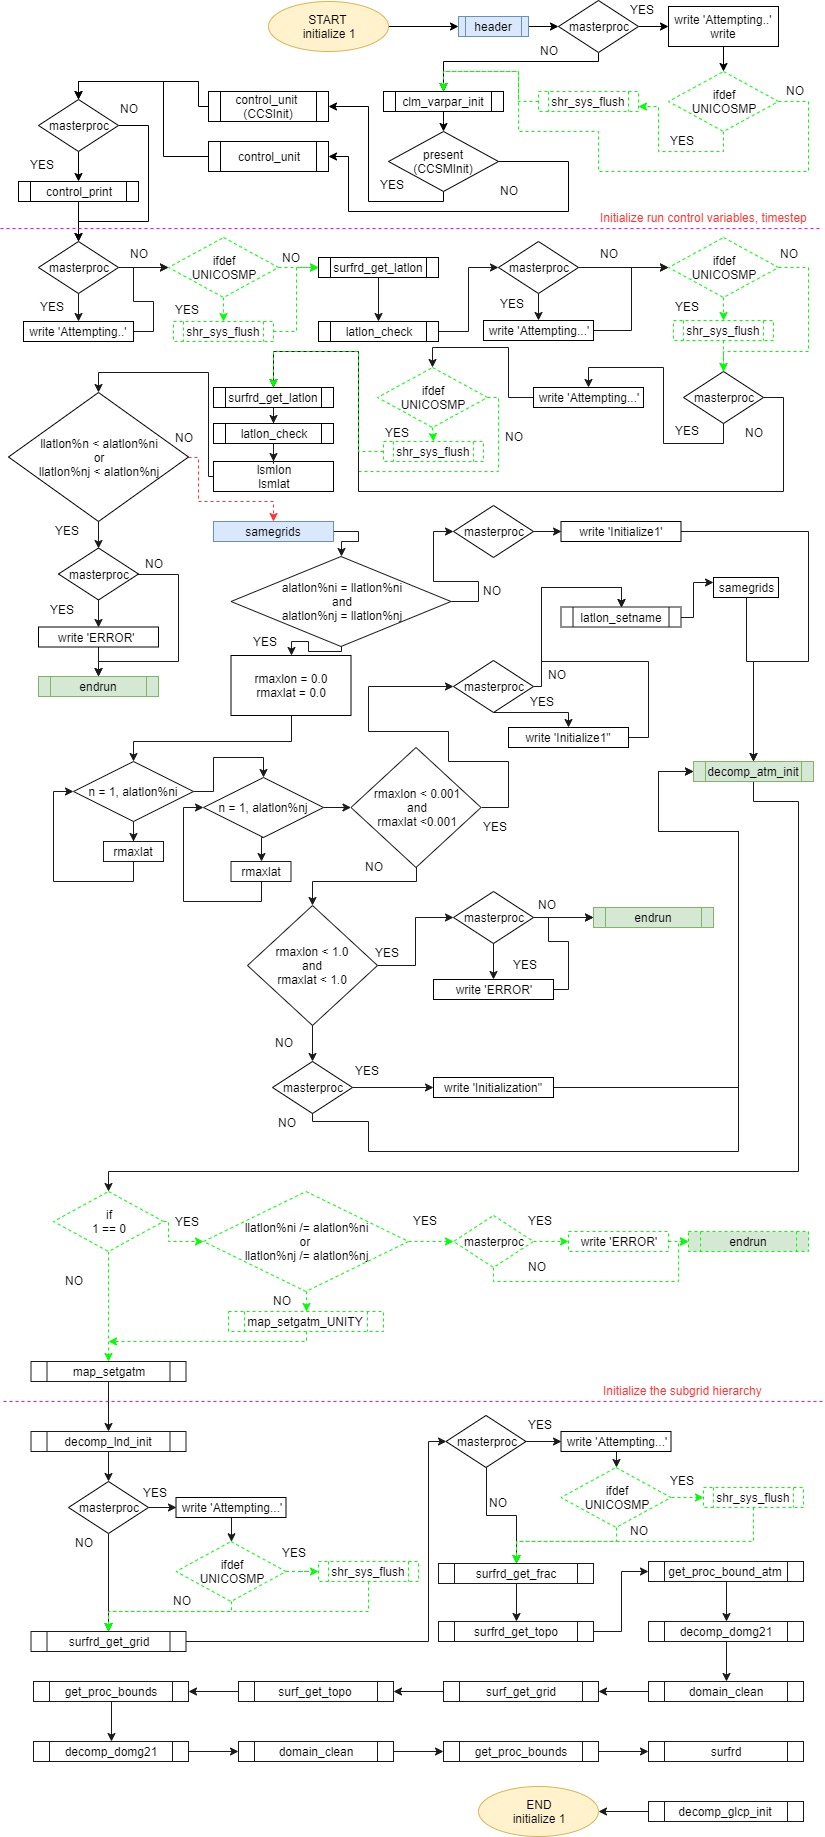 START
initialize 1
header
masterproc
YES
write 'Attempting..'
write
NO
ifdef
UNICOSMP
NO
YES
shr_sys_flush
clm_varpar_init
control_unit
(CCSInit)
control_unit
present
(CCSMInit)
YES
NO
masterproc
NO
YES
control_print
Initialize run control variables, timestep
masterproc
NO
YES
write 'Attempting..'
ifdef
UNICOSMP
NO
YES
shr_sys_flush
surfrd_get_latlon
latlon_check
masterproc
NO
YES
write 'Attempting...'
ifdef
UNICOSMP
NO
YES
shr_sys_flush
masterproc
YES
NO
write 'Attempting...'
ifdef
UNICOSMP
YES
NO
shr_sys_flush
surfrd_get_latlon
latlon_check
lsmlon
lsmlat
llatlon%n < alatlon%ni
or
llatlon%nj < alatlon%nj
NO
YES
masterproc
NO
YES
write 'ERROR'
endrun
samegrids
alatlon%ni = llatlon%ni
and
alatlon%nj = llatlon%nj
NO
YES
masterproc
write 'Initialize1'
latlon_setname
samegrids
rmaxlon = 0.0
rmaxlat = 0.0
masterproc
NO
YES
write 'Initialize1"
decomp_atm_init
n = 1, alatlon%ni
rmaxlat
n = 1, alatlon%nj
rmaxlat
rmaxlon < 0.001
and
rmaxlat <0.001
YES
NO
rmaxlon < 1.0
and
rmaxlat < 1.0
YES
NO
masterproc
NO
YES
write 'ERROR'
endrun
masterproc
YES
NO
write 'Initialization"
if
1 == 0
YES
NO
llatlon%ni /= alatlon%ni
or
llatlon%nj /= alatlon%nj
YES
NO
masterproc
YES
NO
write 'ERROR'
endrun
map_setgatm_UNITY
map_setgatm
Initialize the subgrid hierarchy
decomp_lnd_init
masterproc
YES
NO
write 'Attempting...'
ifdef
UNICOSMP
YES
NO
shr_sys_flush
surfrd_get_grid
masterproc
YES
NO
write 'Attempting...'
ifdef
UNICOSMP
YES
NO
shr_sys_flush
surfrd_get_frac
surfrd_get_topo
get_proc_bound_atm
decomp_domg21
domain_clean
surf_get_grid
surf_get_topo
get_proc_bounds
decomp_domg21
domain_clean
get_proc_bounds
surfrd
decomp_glcp_init
END
initialize 1